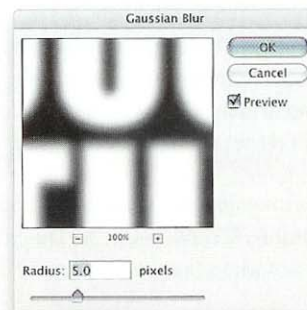 Gaussian Blur
OK
Cancel
Preview
100%
Radius: 5.0 pixels